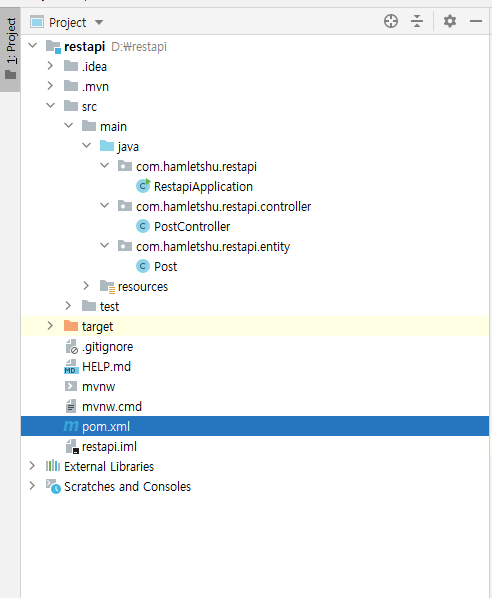 Project
1: Project
restapi D:₩restapi
.idea
.mvn
src
main
java
com.hamletshu.restapi
RestapiApplication
com.hamletshu.restapi.controller
PostController
com.hamletshu.restapi.entity
Post
resources
test
target
.gitignore
HELP.md
mvnw
mvnw.cmd
pom.xml
restapi.iml
External Libraries
Scratches and Consoles